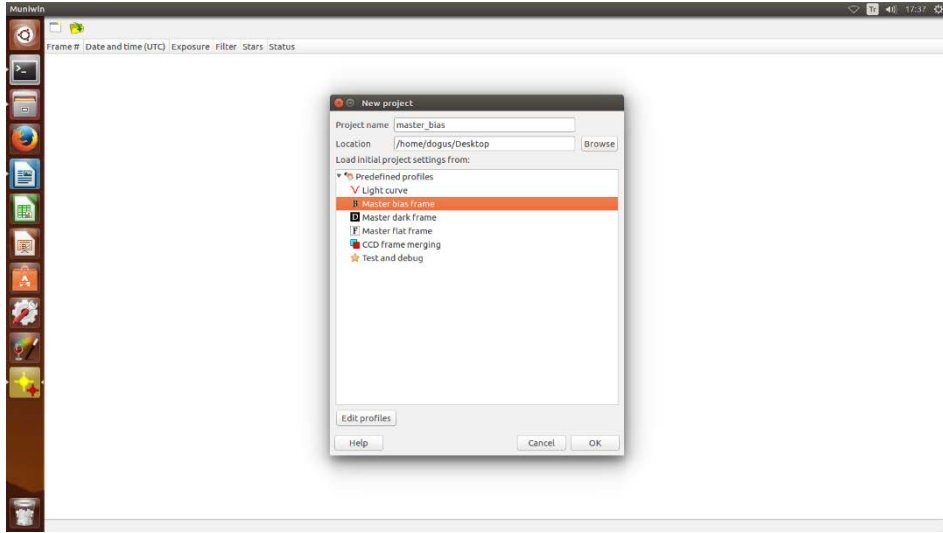 Muniwin
Tr 17:37
Frame # Date and time (UTC) Exposure Filter Stars Status
New project
Project name master_bias
Location /home/dogus/Desktop Browse
Load initial project settings from:
Predefined profiles
Light curve
B Master bias frame
D Master dark frame
F Master flat frame
CCD frame merging
Test and debug
Edit profiles
Help Cancel OK